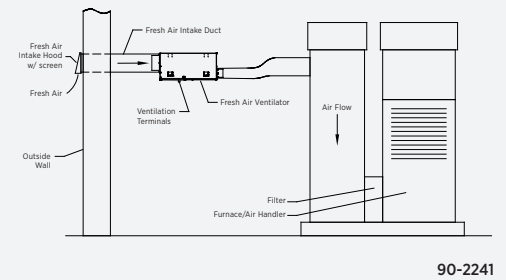 Fresh Air Intake Duct
Fresh Air
Intake Hood
w/ screen
Fresh Air
Fresh Air Ventilator
Ventilation
Terminals
Air Flow
Outside
Wall
Filter
Furnace/Air Handler
90-2241